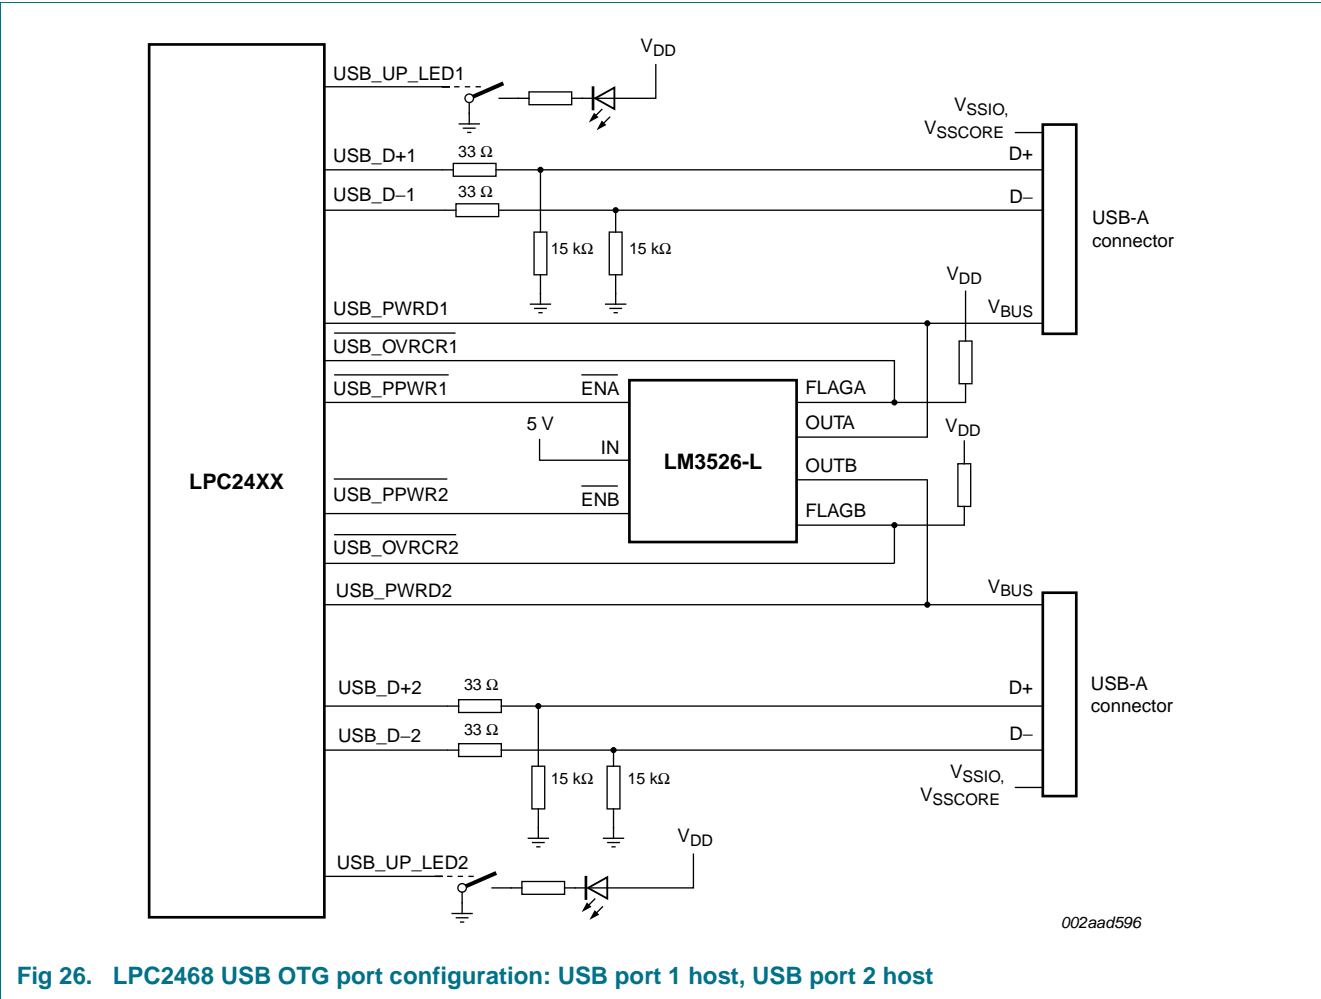 VDD
USB_UP_LED1
VSSIO,
VSSCORE
USB_D+1
33 Ω
D+
USB_D−1
33 Ω
D−
USB-A
connector
15 kΩ
15 kΩ
VDD
USB_PWRD1
VBUS
USB_OVRCR1
USB_PPWR1
ENA
FLAGA
5 V
OUTA
VDD
IN
LM3526-L
OUTB
LPC24XX
USB_PPWR2
ENB
FLAGB
USB_OVRCR2
USB_PWRD2
VBUS
USB_D+2
33 Ω
D+
USB-A
connector
USB_D−2
33 Ω
D−
15 kΩ
15 kΩ
VSSIO,
VSSCORE
VDD
USB_UP_LED2
002aad596
Fig 26. LPC2468 USB OTG port configuration: USB port 1 host, USB port 2 host